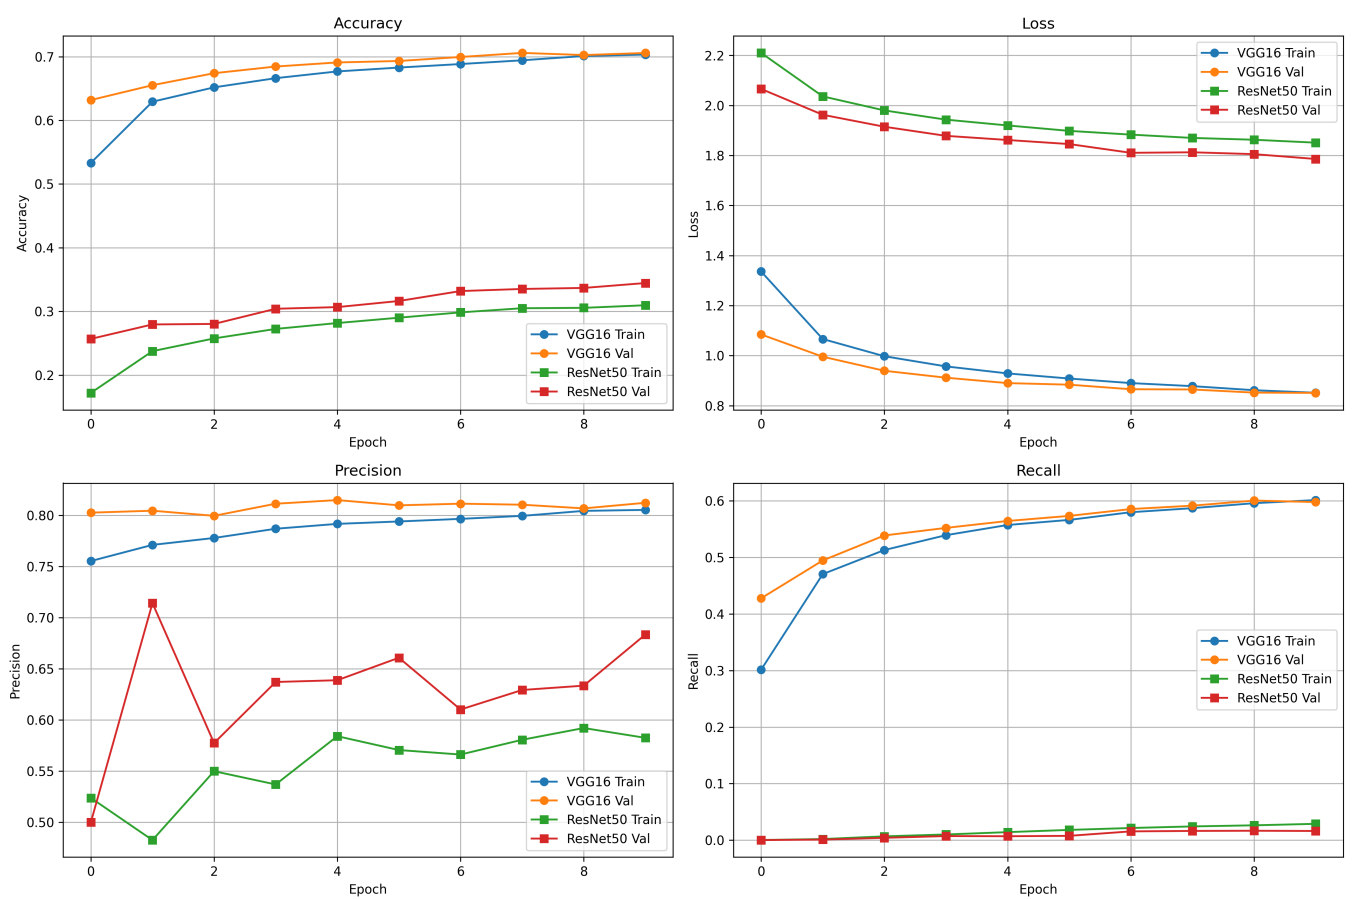 Accuracy
Accuracy
0.7
0.6
0.5
0.4
0.3
0.2
VGG16 Train
VGG16 Val
ResNet50 Train
ResNet50 Val
0 2 4 6 8
Epoch
Loss
Loss
2.2
2.0
1.8
1.6
1.4
1.2
1.0
0.8
VGG16 Train
VGG16 Val
ResNet50 Train
ResNet50 Val
0 2 4 6 8
Epoch
Precision
Precision
0.80
0.75
0.70
0.65
0.60
0.55
0.50
VGG16 Train
VGG16 Val
ResNet50 Train
ResNet50 Val
0 2 4 6 8
Epoch
Recall
Recall
0.6
0.5
0.4
0.3
0.2
0.1
0.0
VGG16 Train
VGG16 Val
ResNet50 Train
ResNet50 Val
0 2 4 6 8
Epoch